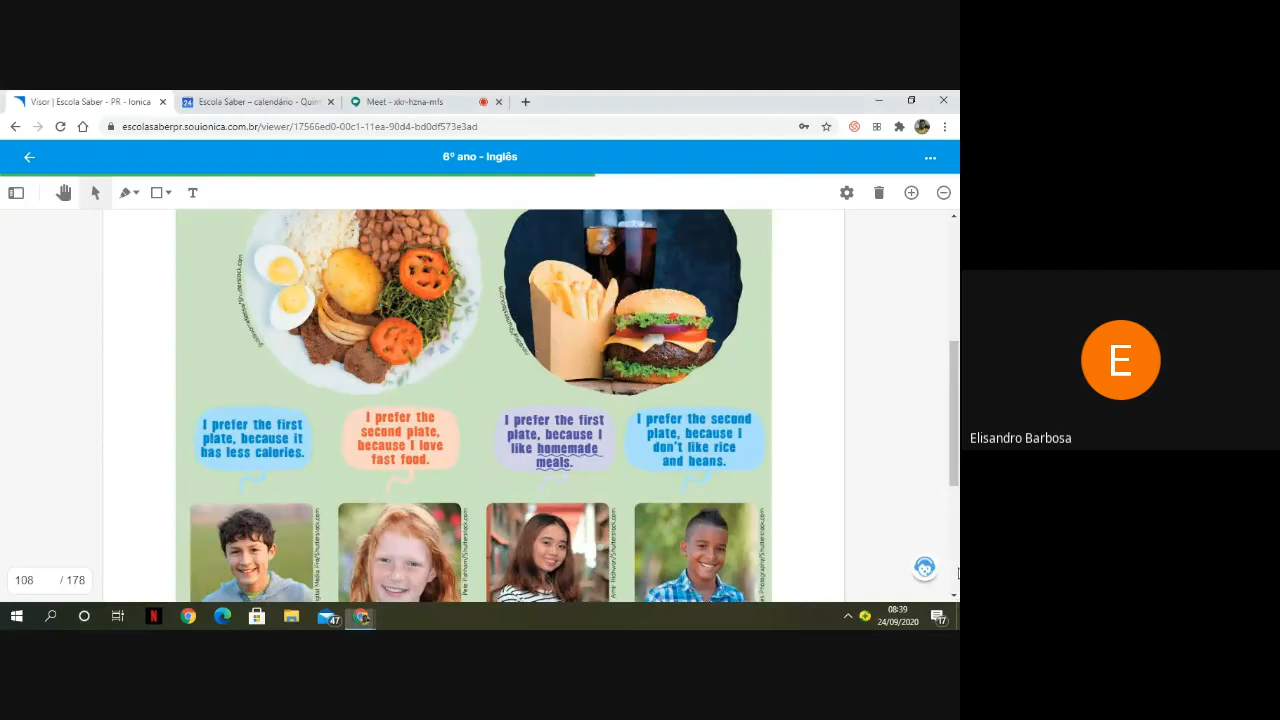 Visor | Escola Saber - PR - Ionica
Escola Saber – calendário - Quin
Meet - xkr-hzna-mfs
escolasaberpr.souionica.com.br/viewer/17566ed0-00c1-11ea-90d4-bd0df573e3ad
6º ano - Inglês
T
I prefer the first
plate, because it
has less calories.
I prefer the
second plate,
because I love
fast food.
I prefer the first
plate, because I
like homemade
meals.
I prefer the second
plate, because I
don't like rice
and beans.
108 / 178
E
Elisandro Barbosa
47
08:39
24/09/2020
17